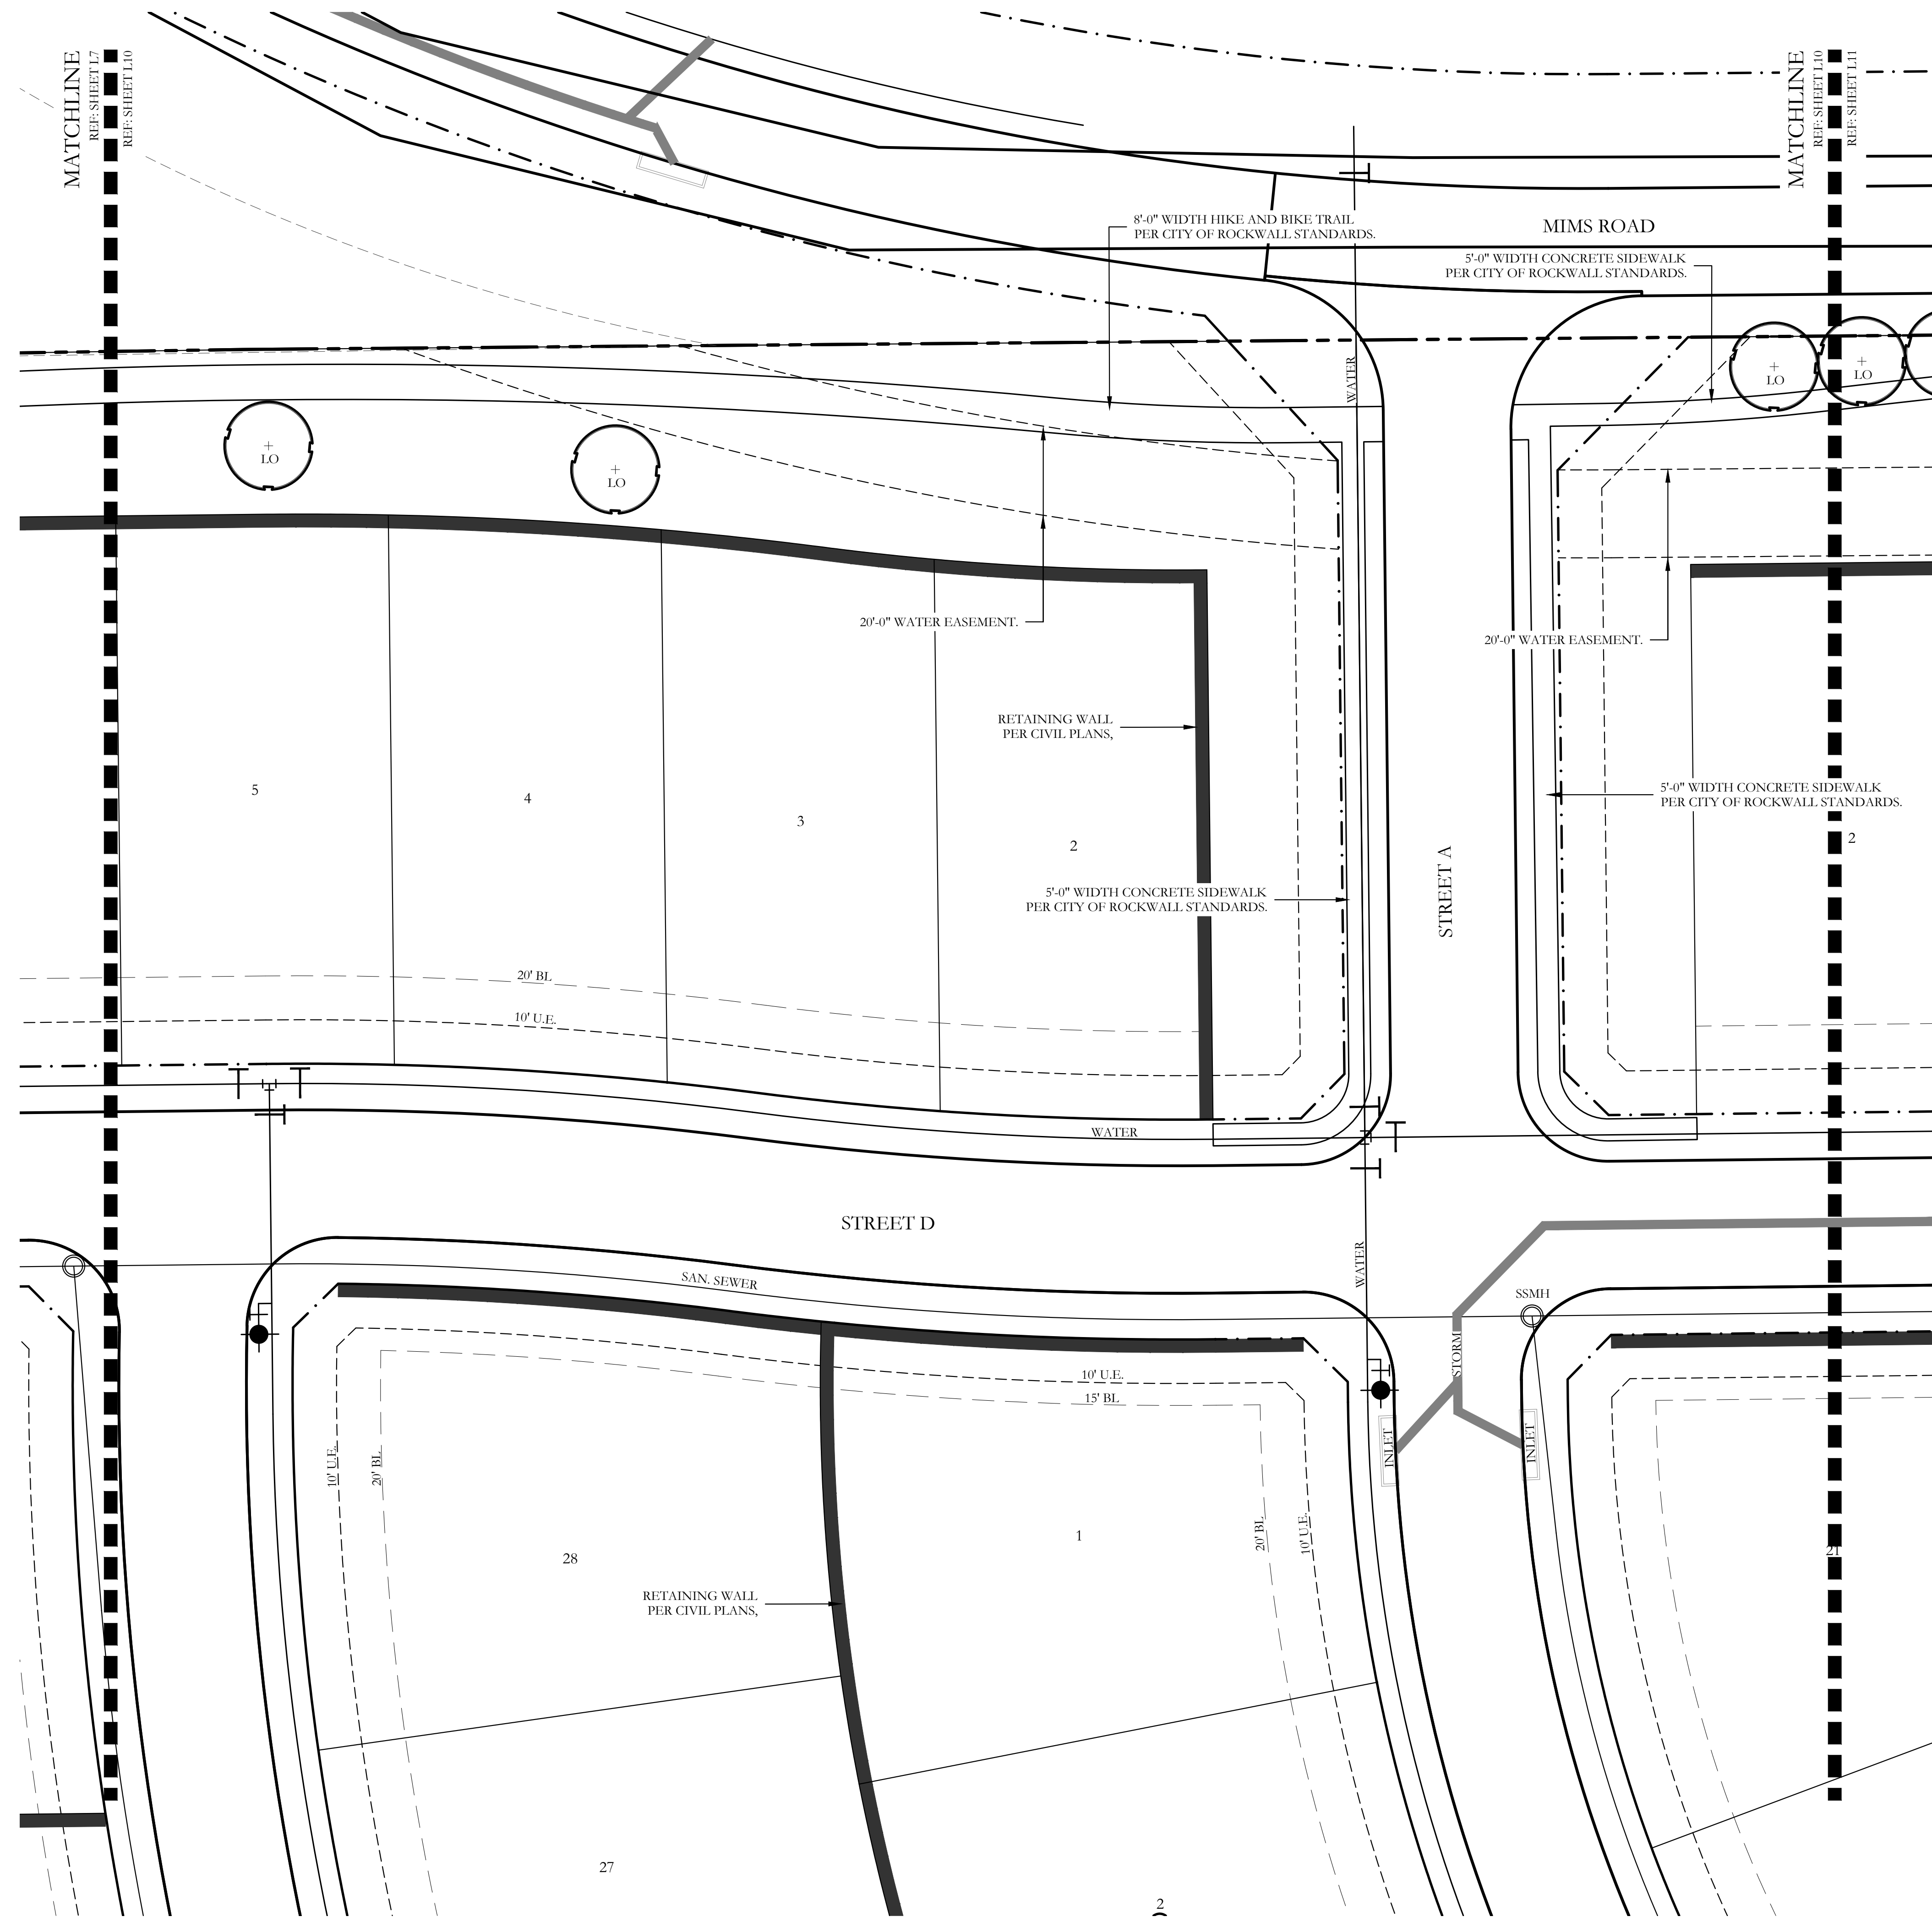 MATCHLINE
REF: SHEET L7
REF: SHEET L10
MATCHLINE
REF: SHEET L10
REF: SHEET L11
8'-0" WIDTH HIKE AND BIKE TRAIL
PER CITY OF ROCKWALL STANDARDS.
MIMS ROAD
5'-0" WIDTH CONCRETE SIDEWALK
PER CITY OF ROCKWALL STANDARDS.
LO
LO
LO
LO
WATER
20'-0" WATER EASEMENT.
20'-0" WATER EASEMENT.
RETAINING WALL
PER CIVIL PLANS,
5
4
3
2
5'-0" WIDTH CONCRETE SIDEWALK
PER CITY OF ROCKWALL STANDARDS.
2
5'-0" WIDTH CONCRETE SIDEWALK
PER CITY OF ROCKWALL STANDARDS.
STREET A
20' BL
10' U.E.
WATER
STREET D
WATER
SAN. SEWER
SSMH
STORM
10' U.E.
15' BL
INLET
INLET
10' U.E.
20' BL
20' BL
10' U.E.
28
1
21
RETAINING WALL
PER CIVIL PLANS,
27
2